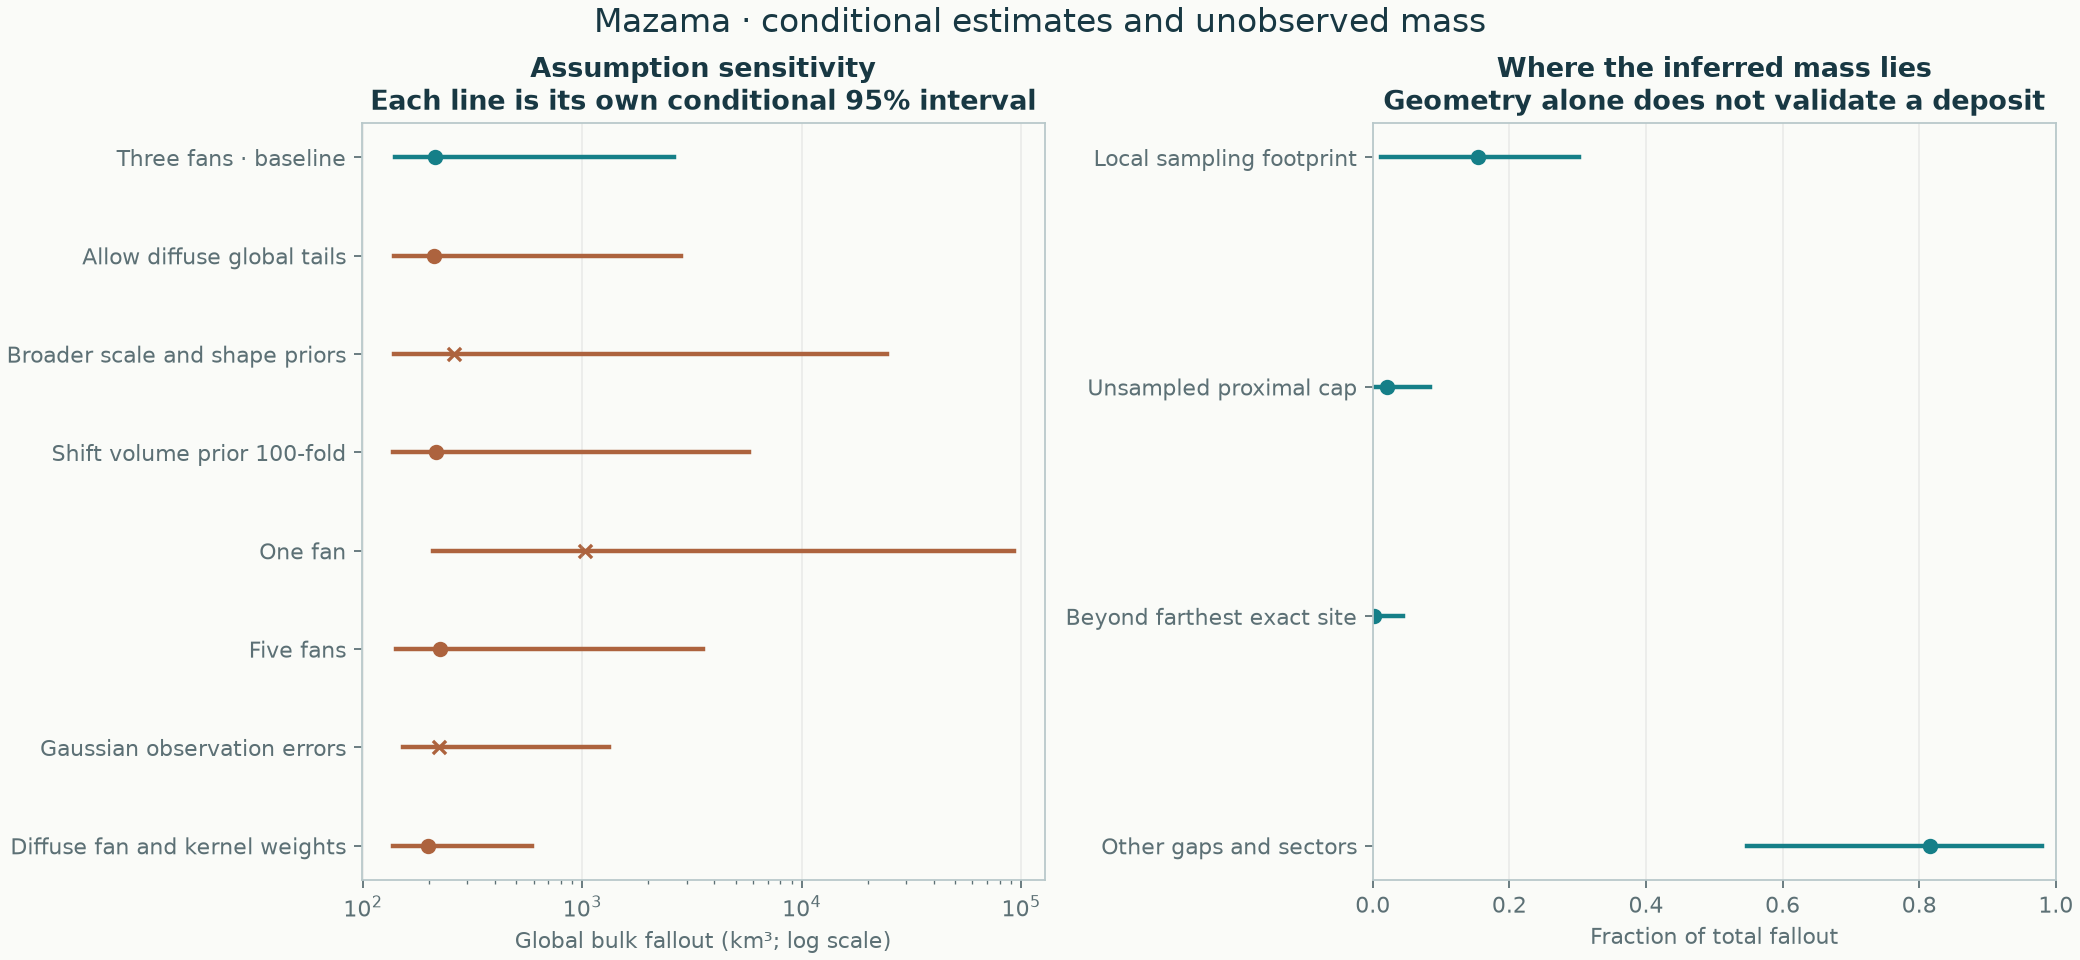 Mazama · conditional estimates and unobserved mass
Assumption sensitivity
Each line is its own conditional 95% interval
Three fans · baseline
Allow diffuse global tails
Broader scale and shape priors
Shift volume prior 100-fold
One fan
Five fans
Gaussian observation errors
Diffuse fan and kernel weights
10² 10³ 10⁴ 10⁵
Global bulk fallout (km³; log scale)
Where the inferred mass lies
Geometry alone does not validate a deposit
Local sampling footprint
Unsampled proximal cap
Beyond farthest exact site
Other gaps and sectors
0.0 0.2 0.4 0.6 0.8 1.0
Fraction of total fallout